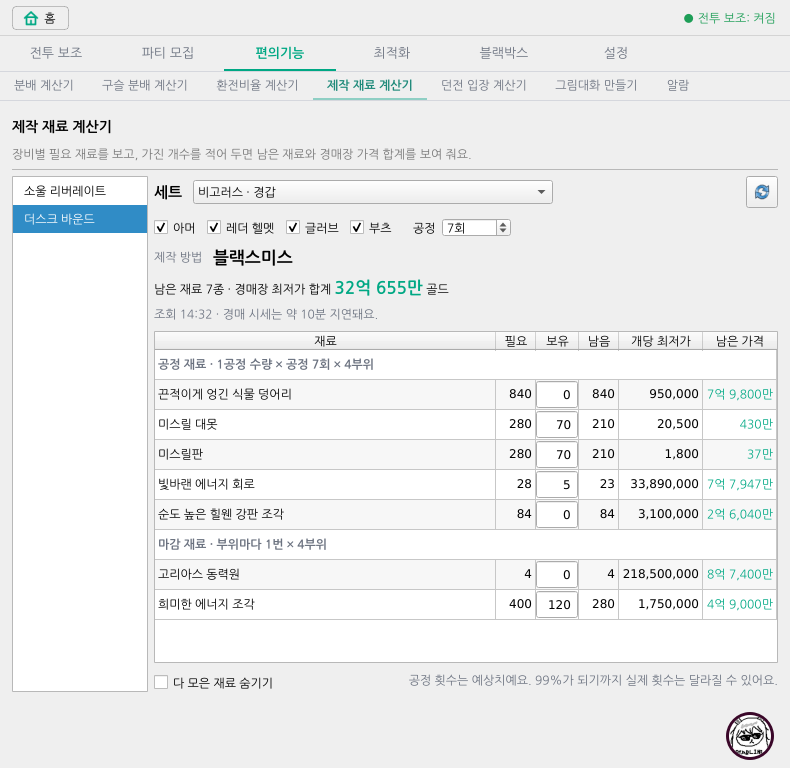 홈
전투 보조: 켜짐
전투 보조 파티 모집 편의기능 최적화 블랙박스 설정
분배 계산기 구슬 분배 계산기 환전비율 계산기 제작 재료 계산기 던전 입장 계산기 그림대화 만들기 알람
제작 재료 계산기
장비별 필요 재료를 보고, 가진 개수를 적어 두면 남은 재료와 경매장 가격 합계를 보여 줘요.
소울 리버레이트
더스크 바운드
세트 비고러스 · 경갑
아머 레더 헬멧 글러브 부츠 공정 7회
제작 방법 블랙스미스
남은 재료 7종 · 경매장 최저가 합계 32억 655만 골드
조회 14:32 · 경매 시세는 약 10분 지연돼요.
재료 필요 보유 남음 개당 최저가 남은 가격
공정 재료 · 1공정 수량 × 공정 7회 × 4부위
끈적이게 엉긴 식물 덩어리 840 0 840 950,000 7억 9,800만
미스릴 대못 280 70 210 20,500 430만
미스릴판 280 70 210 1,800 37만
빛바랜 에너지 회로 28 5 23 33,890,000 7억 7,947만
순도 높은 힐웬 강판 조각 84 0 84 3,100,000 2억 6,040만
마감 재료 · 부위마다 1번 × 4부위
고리아스 동력원 4 0 4 218,500,000 8억 7,400만
희미한 에너지 조각 400 120 280 1,750,000 4억 9,000만
다 모은 재료 숨기기
공정 횟수는 예상치예요. 99%가 되기까지 실제 횟수는 달라질 수 있어요.